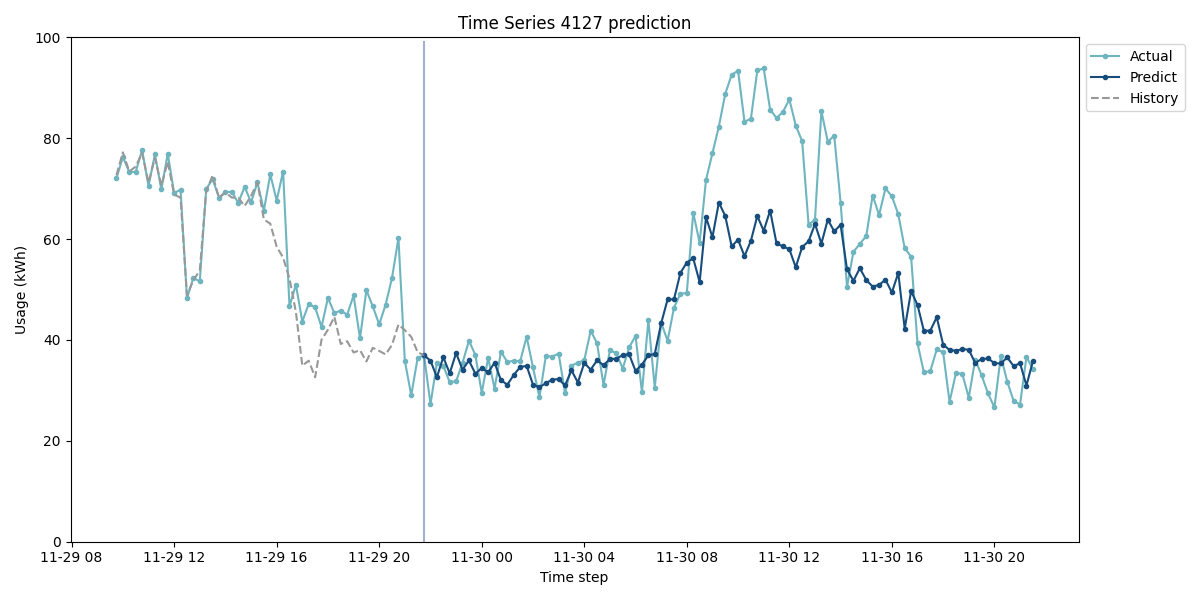 Time Series 4127 prediction
100
80
60
40
20
0
Usage (kWh)
11-29 08
11-29 12
11-29 16
11-29 20
11-30 00
11-30 04
11-30 08
11-30 12
11-30 16
11-30 20
Time step
Actual
Predict
History